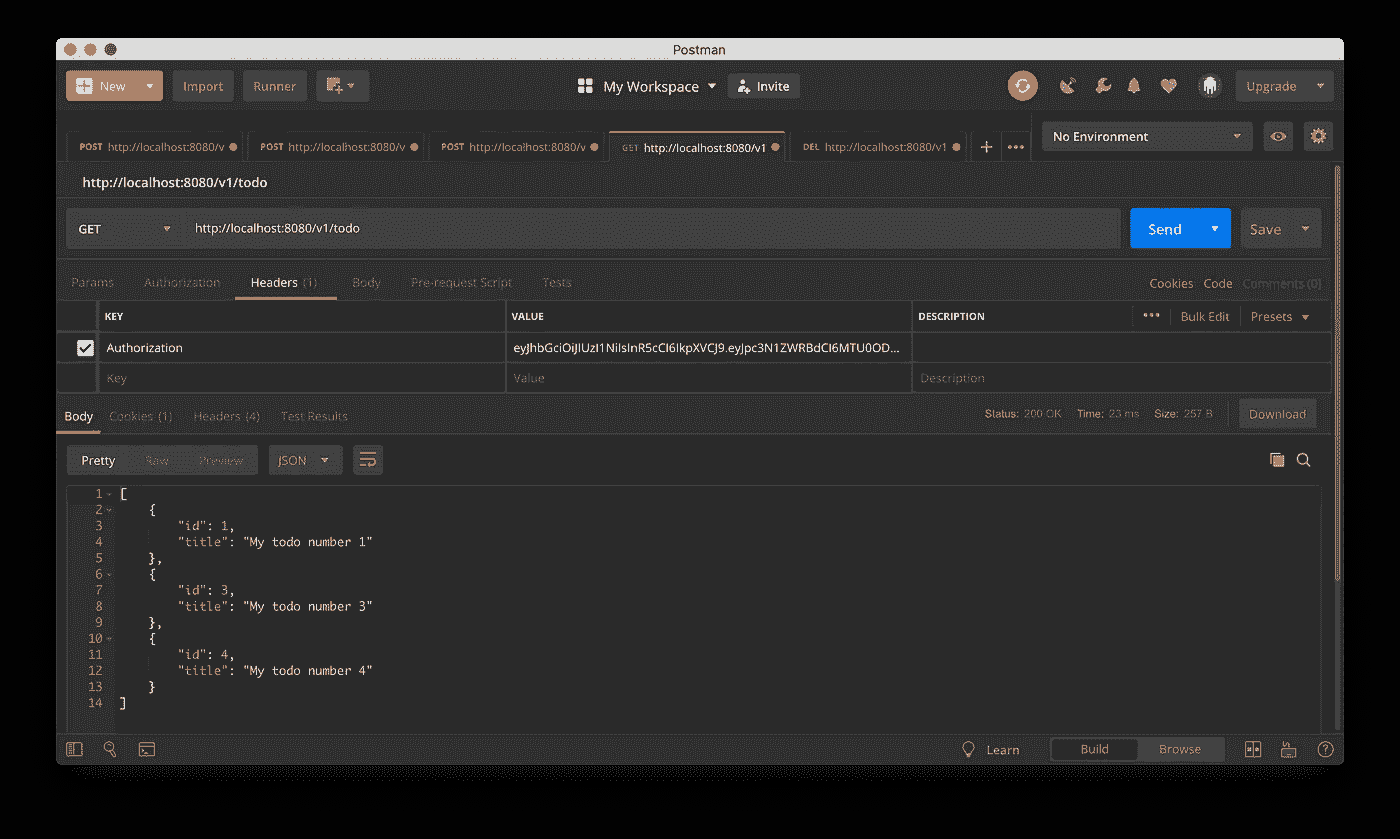 Postman
New Import Runner My Workspace Invite Upgrade
POST http://localhost:8080/v POST http://localhost:8080/v POST http://localhost:8080/v GET http://localhost:8080/v1 DEL http://localhost:8080/v1 + ••• No Environment
http://localhost:8080/v1/todo
GET http://localhost:8080/v1/todo Send Save
Params Authorization Headers (1) Body Pre-request Script Tests Cookies Code Comments (0)
KEY VALUE DESCRIPTION ••• Bulk Edit Presets
Authorization eyJhbGciOiJIUzI1NiIsInR5cCI6IkpXVCJ9.eyJpc3N1ZWRBdCI6MTU0OD...
Key Value Description
Body Cookies (1) Headers (4) Test Results Status: 200 OK Time: 23 ms Size: 257 B Download
Pretty Raw Preview JSON
1 [
2 {
3 "id": 1,
4 "title": "My todo number 1"
5 },
6 {
7 "id": 3,
8 "title": "My todo number 3"
9 },
10 {
11 "id": 4,
12 "title": "My todo number 4"
13 }
14 ]
Learn Build Browse